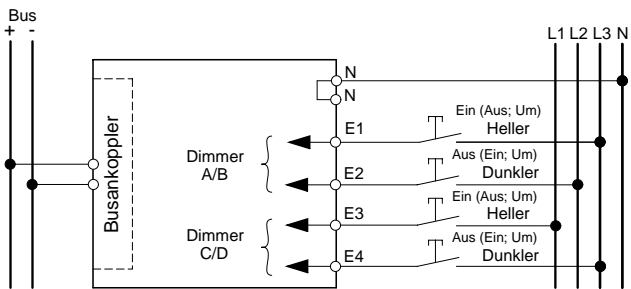 Bus
+ -
L1 L2 L3 N
N
N
Busankoppler
Dimmer
A/B
E1
Ein (Aus; Um)
Heller
E2
Aus (Ein; Um)
Dunkler
Dimmer
C/D
E3
Ein (Aus; Um)
Heller
E4
Aus (Ein; Um)
Dunkler